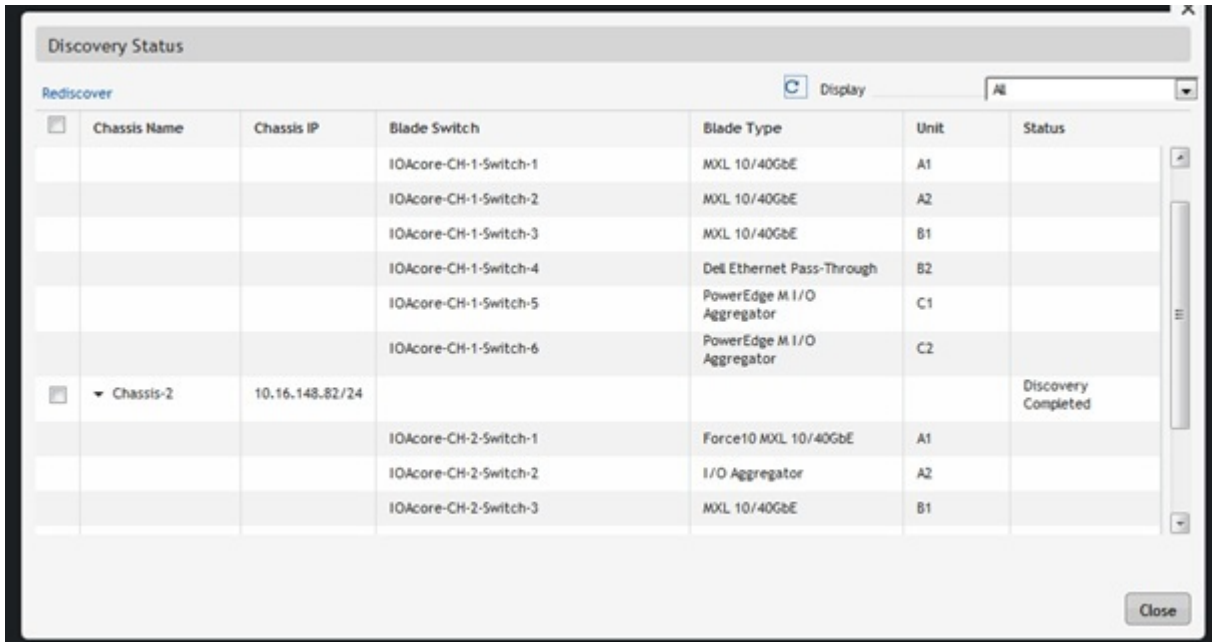 X
Discovery Status
Rediscover
Display
All
Chassis Name Chassis IP Blade Switch Blade Type Unit Status
IOAcore-CH-1-Switch-1 MXL 10/40GbE A1
IOAcore-CH-1-Switch-2 MXL 10/40GbE A2
IOAcore-CH-1-Switch-3 MXL 10/40GbE B1
IOAcore-CH-1-Switch-4 Dell Ethernet Pass-Through B2
IOAcore-CH-1-Switch-5 PowerEdge M I/O C1
Aggregator
IOAcore-CH-1-Switch-6 PowerEdge M I/O C2
Aggregator
Chassis-2 10.16.148.82/24 Discovery
Completed
IOAcore-CH-2-Switch-1 Force10 MXL 10/40GbE A1
IOAcore-CH-2-Switch-2 I/O Aggregator A2
IOAcore-CH-2-Switch-3 MXL 10/40GbE B1
Close